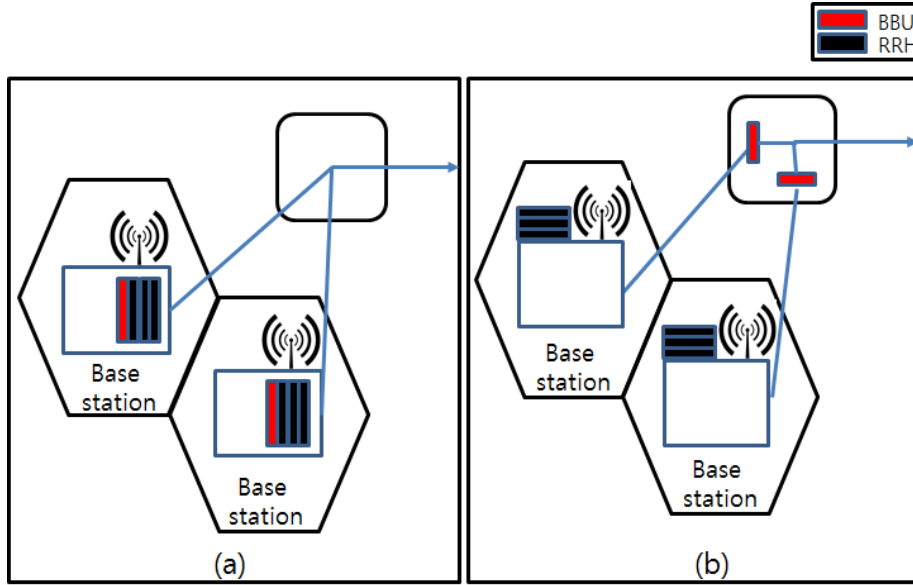 BBU
RRH
Base
station
Base
station
(a)
Base
station
Base
station
(b)